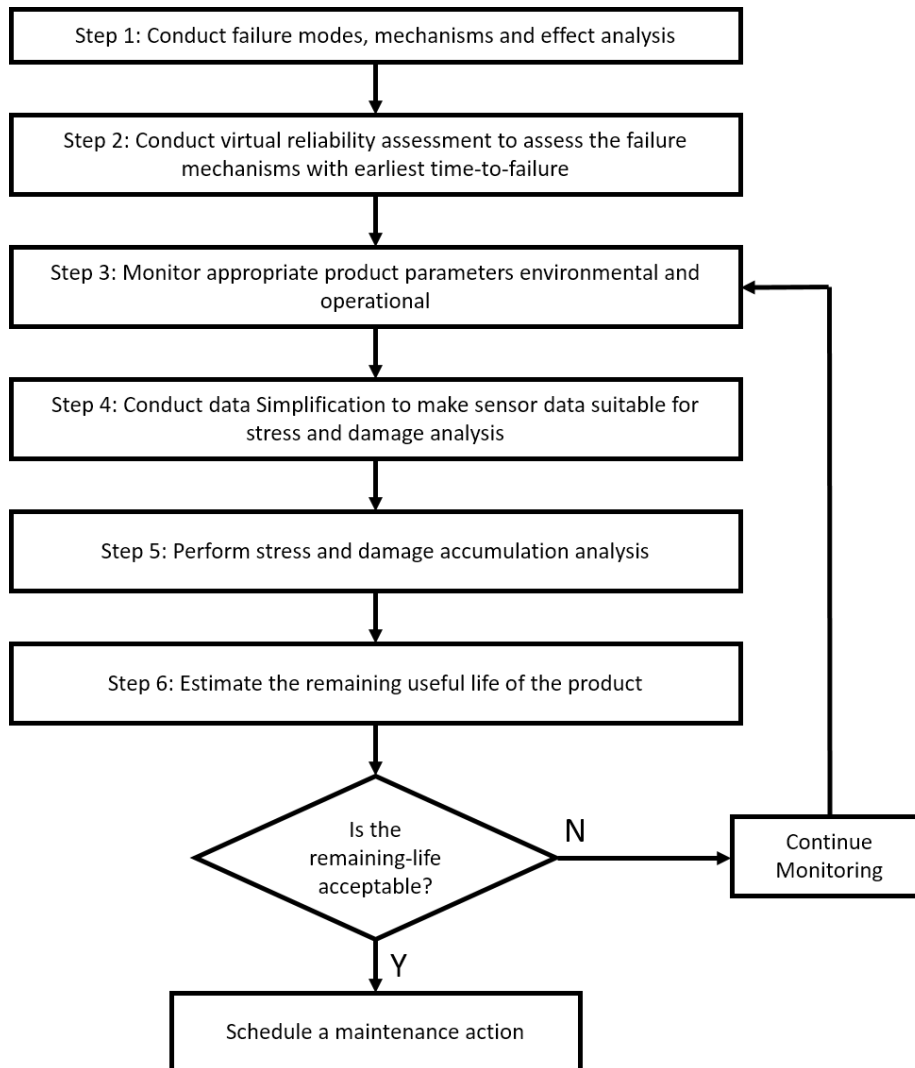 Step 1: Conduct failure modes, mechanisms and effect analysis
Step 2: Conduct virtual reliability assessment to assess the failure
mechanisms with earliest time-to-failure
Step 3: Monitor appropriate product parameters environmental and
operational
Step 4: Conduct data Simplification to make sensor data suitable for
stress and damage analysis
Step 5: Perform stress and damage accumulation analysis
Step 6: Estimate the remaining useful life of the product
Is the
remaining-life
acceptable?
N
Continue
Monitoring
Y
Schedule a maintenance action